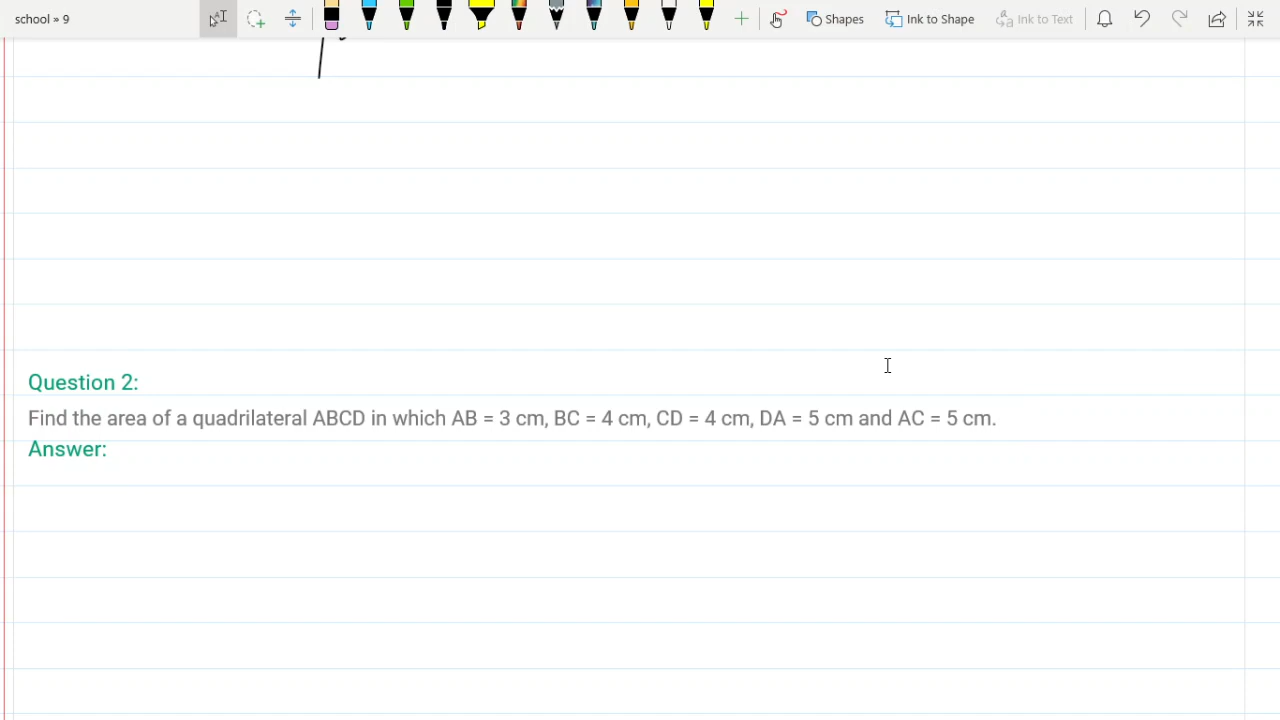 school » 9
Shapes
Ink to Shape
Ink to Text
Question 2:
Find the area of a quadrilateral ABCD in which AB = 3 cm, BC = 4 cm, CD = 4 cm, DA = 5 cm and AC = 5 cm.
Answer: